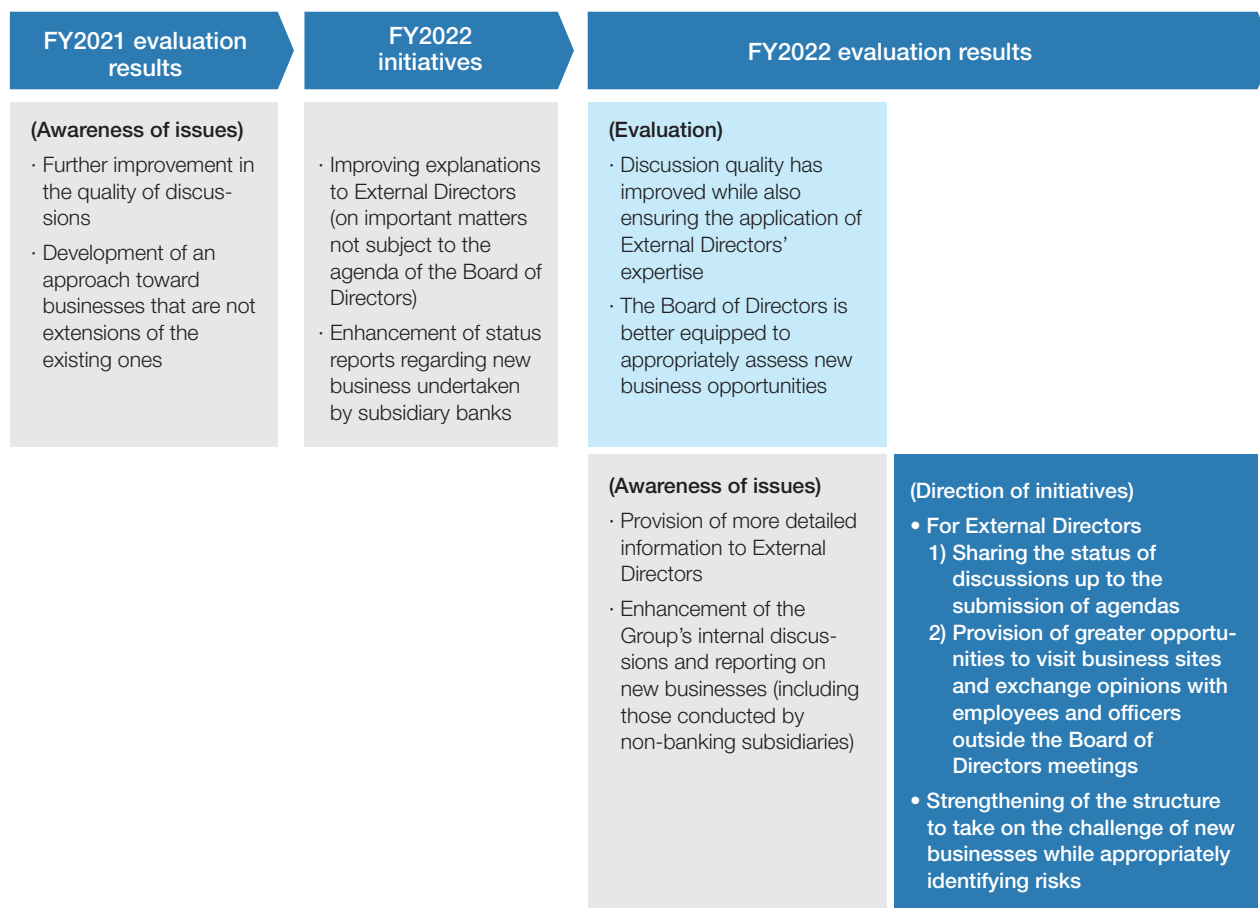 FY2021 evaluation
results
FY2022
initiatives
FY2022 evaluation results
(Awareness of issues)
· Further improvement in
the quality of discus-
sions
· Development of an
approach toward
businesses that are not
extensions of the
existing ones
· Improving explanations
to External Directors
(on important matters
not subject to the
agenda of the Board of
Directors)
· Enhancement of status
reports regarding new
business undertaken
by subsidiary banks
(Evaluation)
· Discussion quality has
improved while also
ensuring the application of
External Directors’
expertise
· The Board of Directors is
better equipped to
appropriately assess new
business opportunities
(Awareness of issues)
· Provision of more detailed
information to External
Directors
· Enhancement of the
Group’s internal discus-
sions and reporting on
new businesses (including
those conducted by
non-banking subsidiaries)
(Direction of initiatives)
• For External Directors
1) Sharing the status of
discussions up to the
submission of agendas
2) Provision of greater opportu-
nities to visit business sites
and exchange opinions with
employees and officers
outside the Board of
Directors meetings
• Strengthening of the structure
to take on the challenge of new
businesses while appropriately
identifying risks